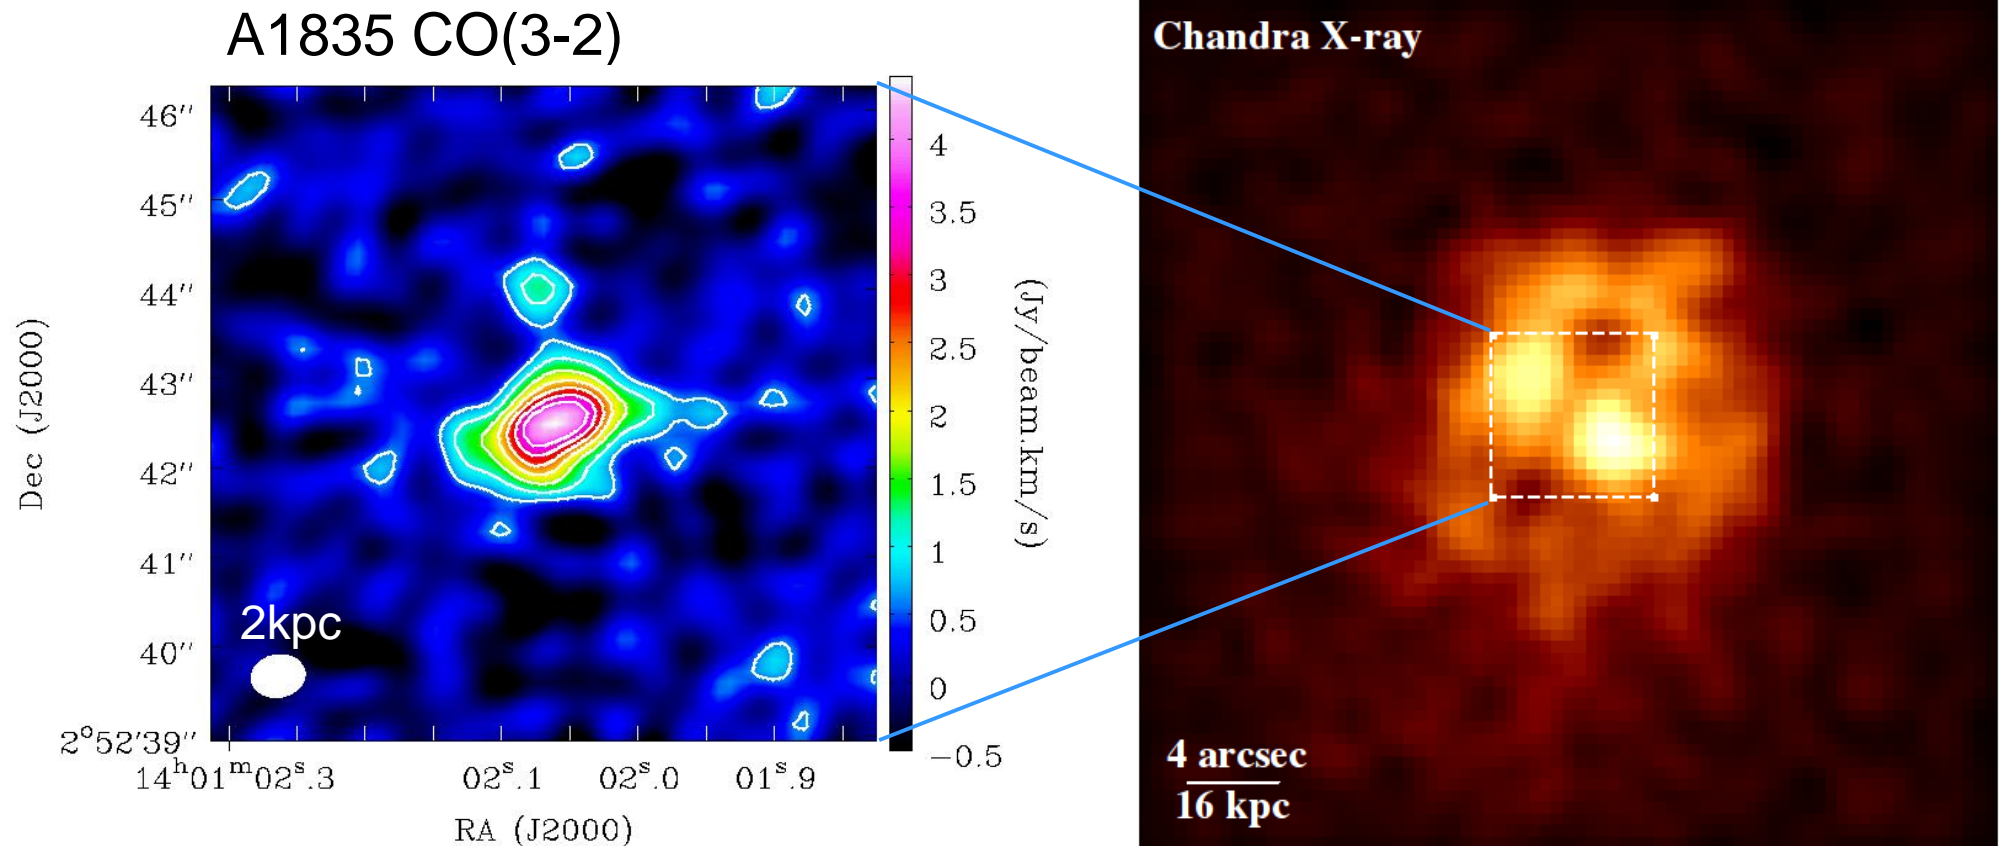 A1835 CO(3-2)
46″
45″
44″
43″
42″
41″
40″
2°52′39″
Dec (J2000)
14ʰ01ᵐ02ˢ.3
02ˢ.1
02ˢ.0
01ˢ.9
RA (J2000)
2kpc
4
3.5
3
2.5
2
1.5
1
0.5
0
−0.5
(Jy/beam.km/s)
Chandra X-ray
4 arcsec
16 kpc